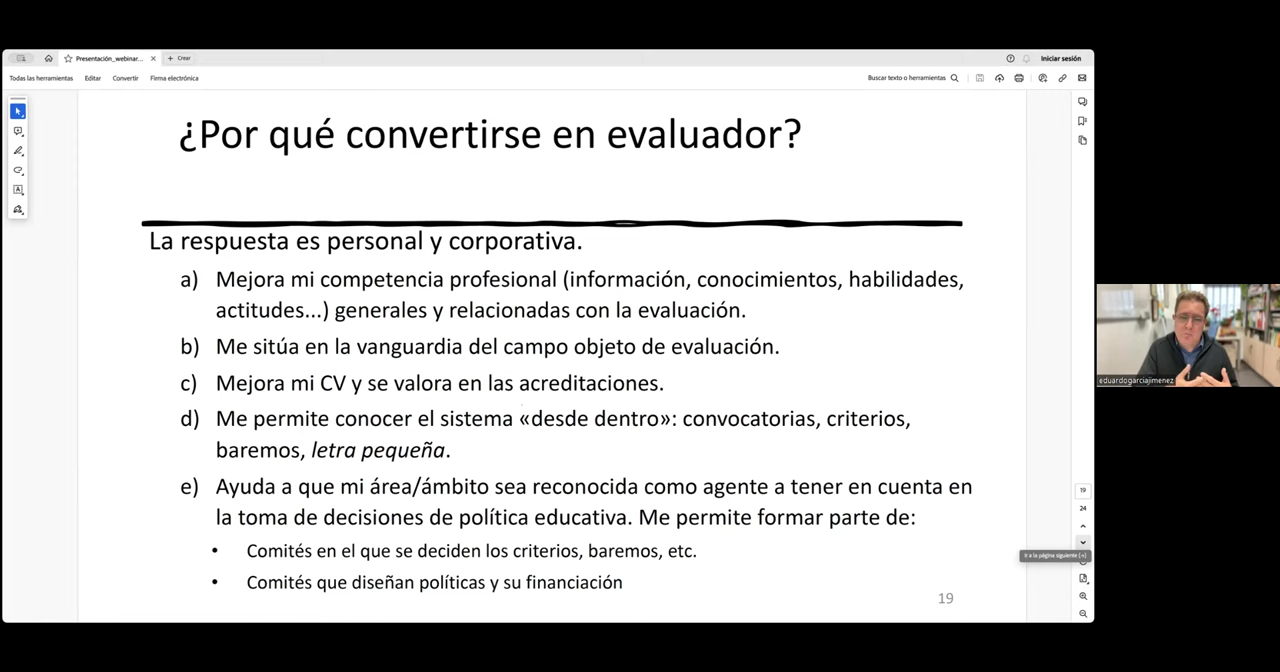 Presentación_webinar...
Crear
Iniciar sesión
Todas las herramientas
Editar
Convertir
Firma electrónica
Buscar texto o herramientas
¿Por qué convertirse en evaluador?
La respuesta es personal y corporativa.
a) Mejora mi competencia profesional (información, conocimientos, habilidades,
actitudes...) generales y relacionadas con la evaluación.
b) Me sitúa en la vanguardia del campo objeto de evaluación.
c) Mejora mi CV y se valora en las acreditaciones.
d) Me permite conocer el sistema «desde dentro»: convocatorias, criterios,
baremos, letra pequeña.
e) Ayuda a que mi área/ámbito sea reconocida como agente a tener en cuenta en
la toma de decisiones de política educativa. Me permite formar parte de:
• Comités en el que se deciden los criterios, baremos, etc.
• Comités que diseñan políticas y su financiación
19
19
24
Ir a la página siguiente (→)
eduardogarciajimenez